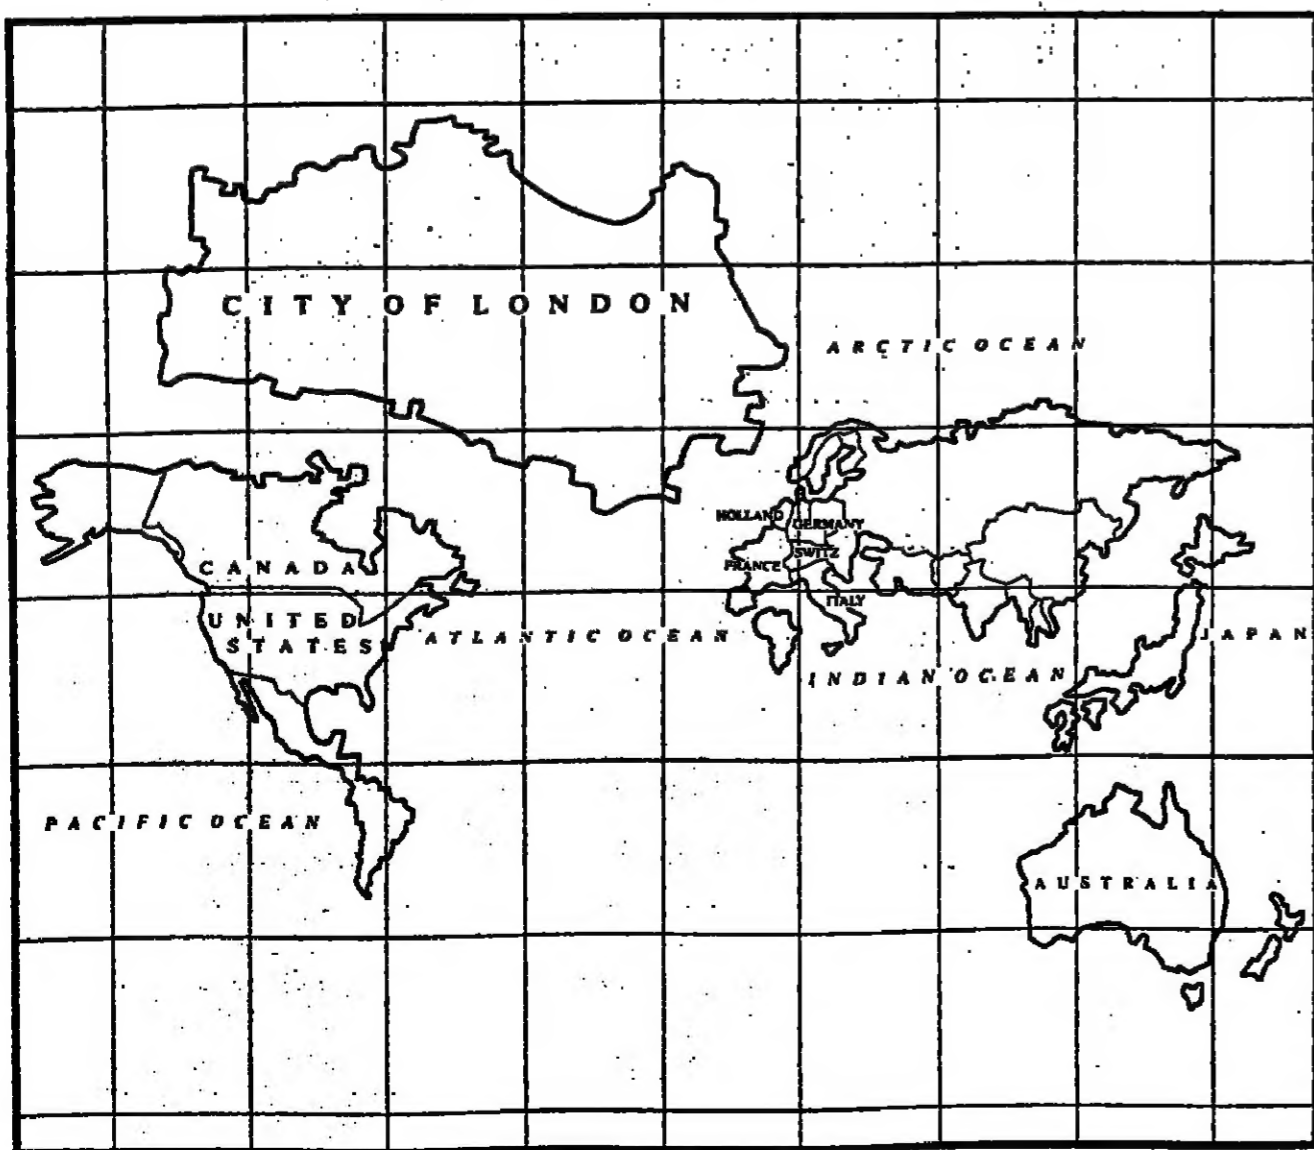 CITY OF LONDON
ARCTIC OCEAN
HOLLAND
GERMANY
SWITZ
FRANCE
CANADA
ITALY
UNITED
STATES
ATLANTIC OCEAN
JAPAN
INDIAN OCEAN
PACIFIC OCEAN
AUSTRALIA